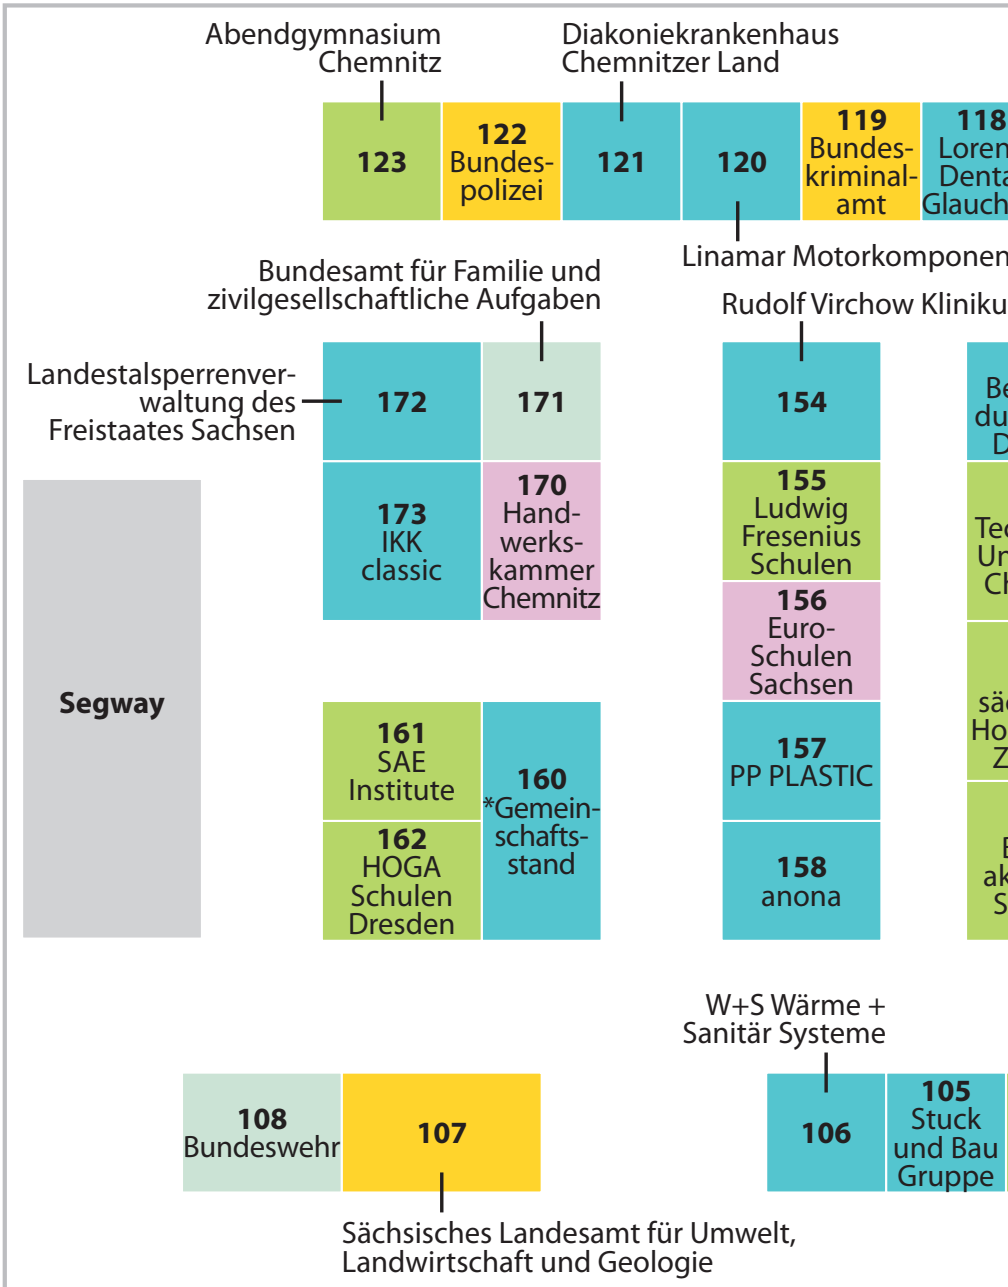 Abendgymnasium
Chemnitz
Diakoniekrankenhaus
Chemnitzer Land
123
122
Bundes-
polizei
121
120
119
Bundes-
kriminal-
amt
118
Linamar
Bundesamt für Familie und
zivilgesellschaftliche Aufgaben
Rudolf Virchow
Landestalsperrenver-
waltung des
Freistaates Sachsen
172
171
173
IKK
classic
170
Hand-
werks-
kammer
Chemnitz
154
155
Ludwig
Fresenius
Schulen
156
Euro-
Schulen
Sachsen
157
PP PLASTIC
158
anona
Segway
161
SAE
Institute
162
HOGA
Schulen
Dresden
160
*Gemein-
schafts-
stand
W+S Wärme +
Sanitär Systeme
108
Bundeswehr
107
106
105
Stuck
und Bau
Gruppe
Sächsisches Landesamt für Umwelt,
Landwirtschaft und Geologie